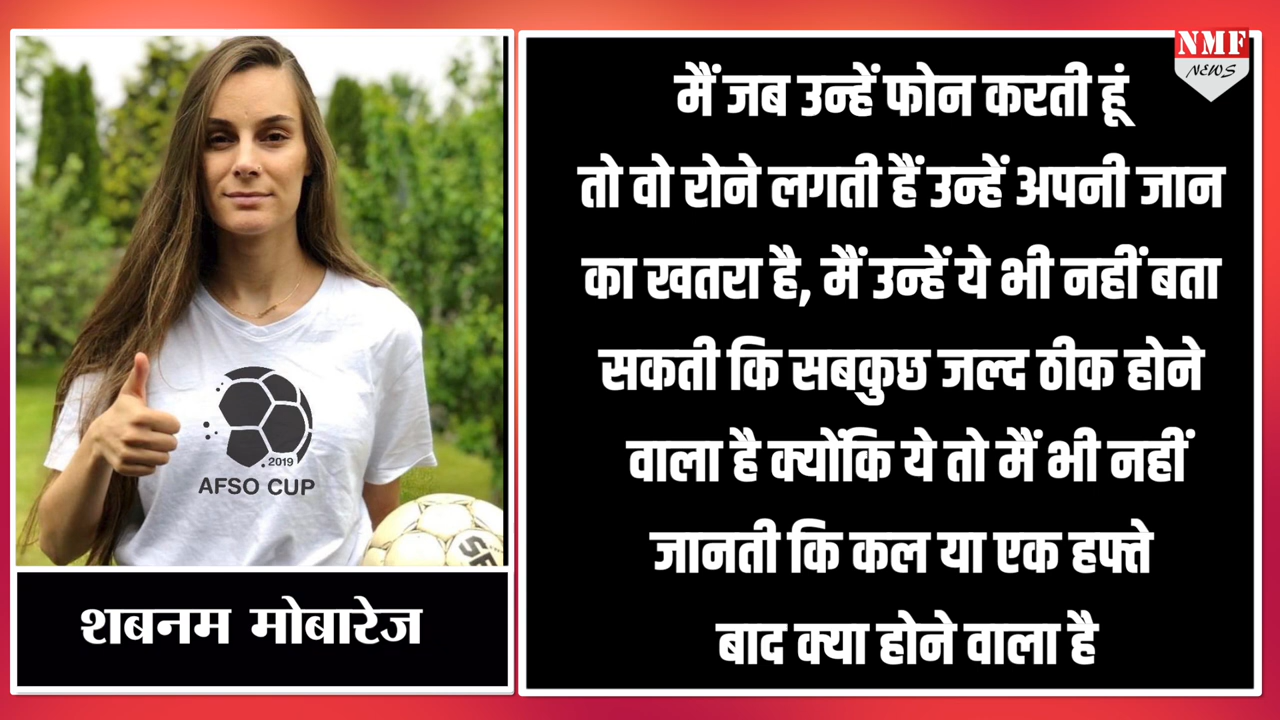 NMF
NEWS
मैं जब उन्हें फोन करती हूं
तो वो रोने लगती हैं उन्हें अपनी जान
का खतरा है, मैं उन्हें ये भी नहीं बता
सकती कि सबकुछ जल्द ठीक होने
वाला है क्योंकि ये तो मैं भी नहीं
जानती कि कल या एक हफ्ते
बाद क्या होने वाला है
2019
AFSO CUP
शबनम मोबारेज